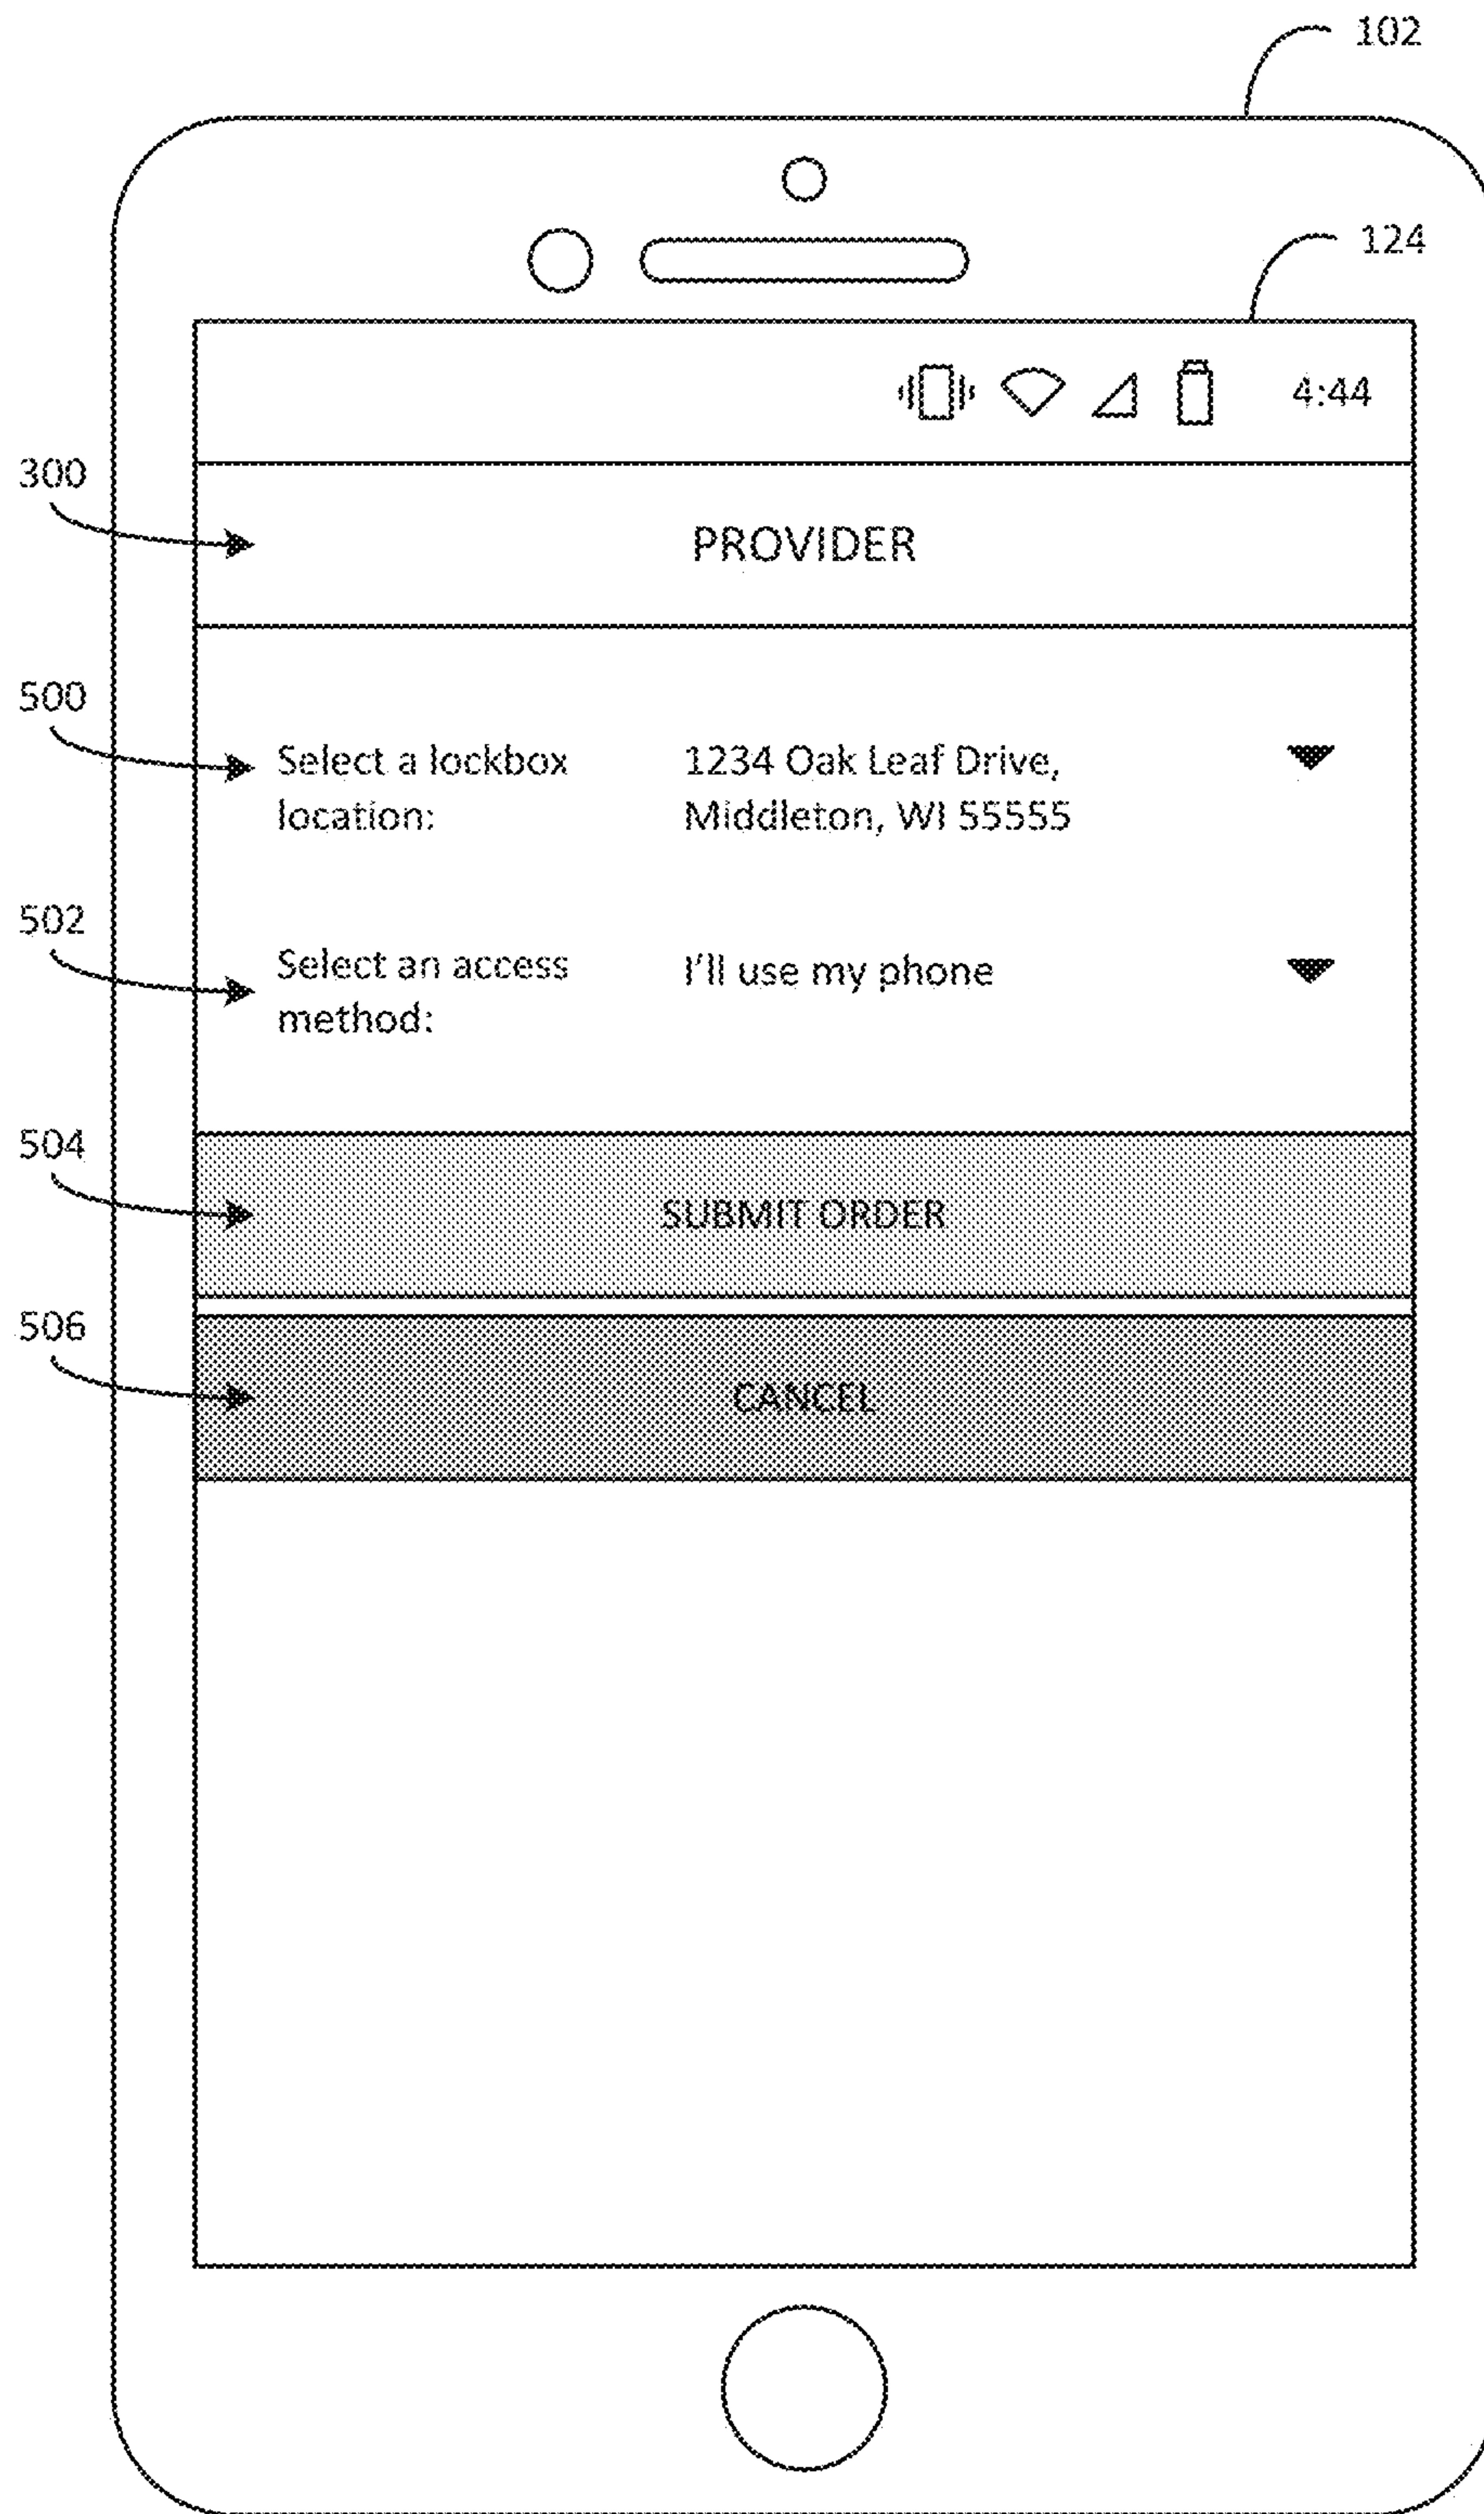 102
124
4:44
300
PROVIDER
500
Select a lockbox
location:
1234 Oak Leaf Drive,
Middleton, WI 55555
502
Select an access
method:
I'll use my phone
504
SUBMIT ORDER
506
CANCEL